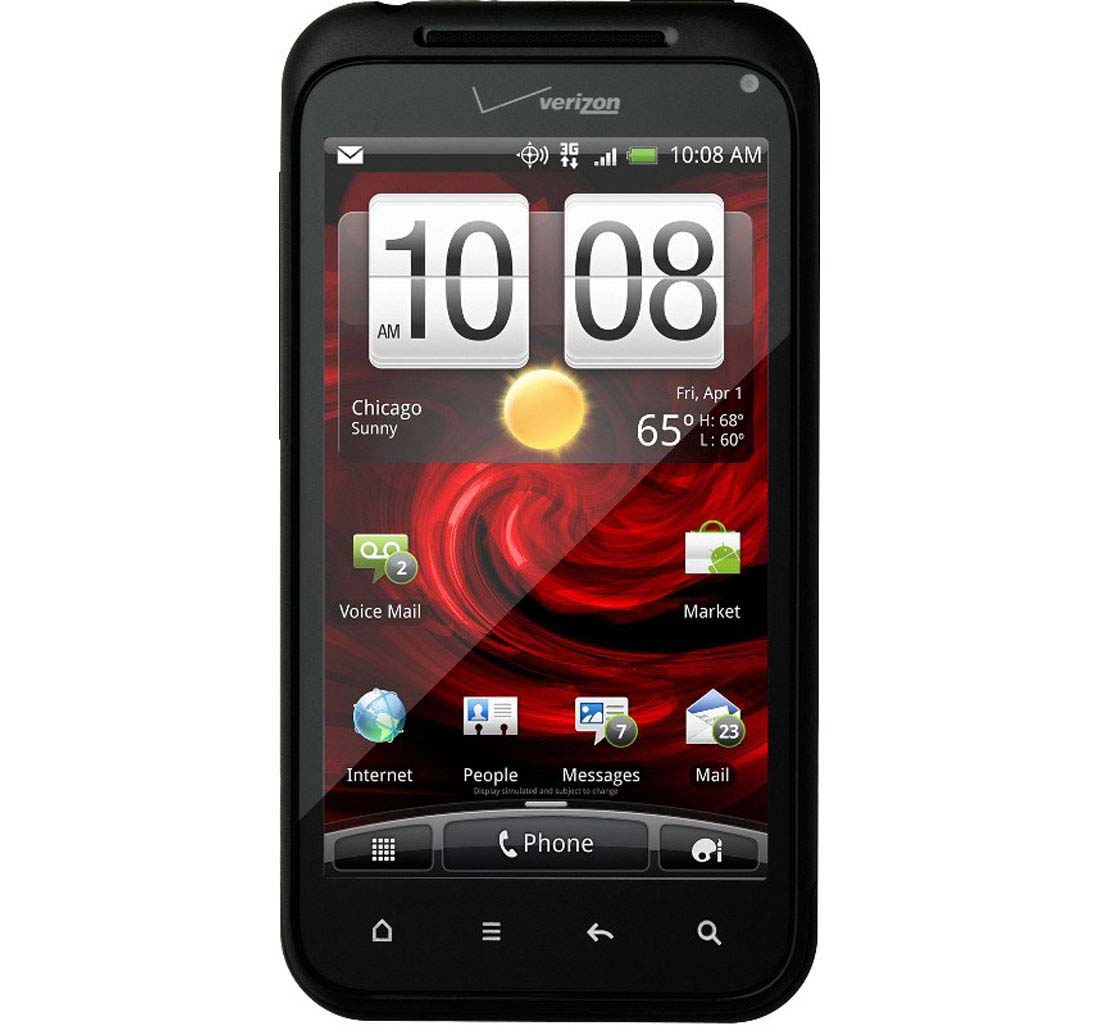 verizon
3G
10:08 AM
10 08
AM
Chicago
Sunny
Fri, Apr 1
65° H: 68°
L: 60°
2
Voice Mail
Market
7
23
Internet People Messages Mail
Display simulated and subject to change
Phone